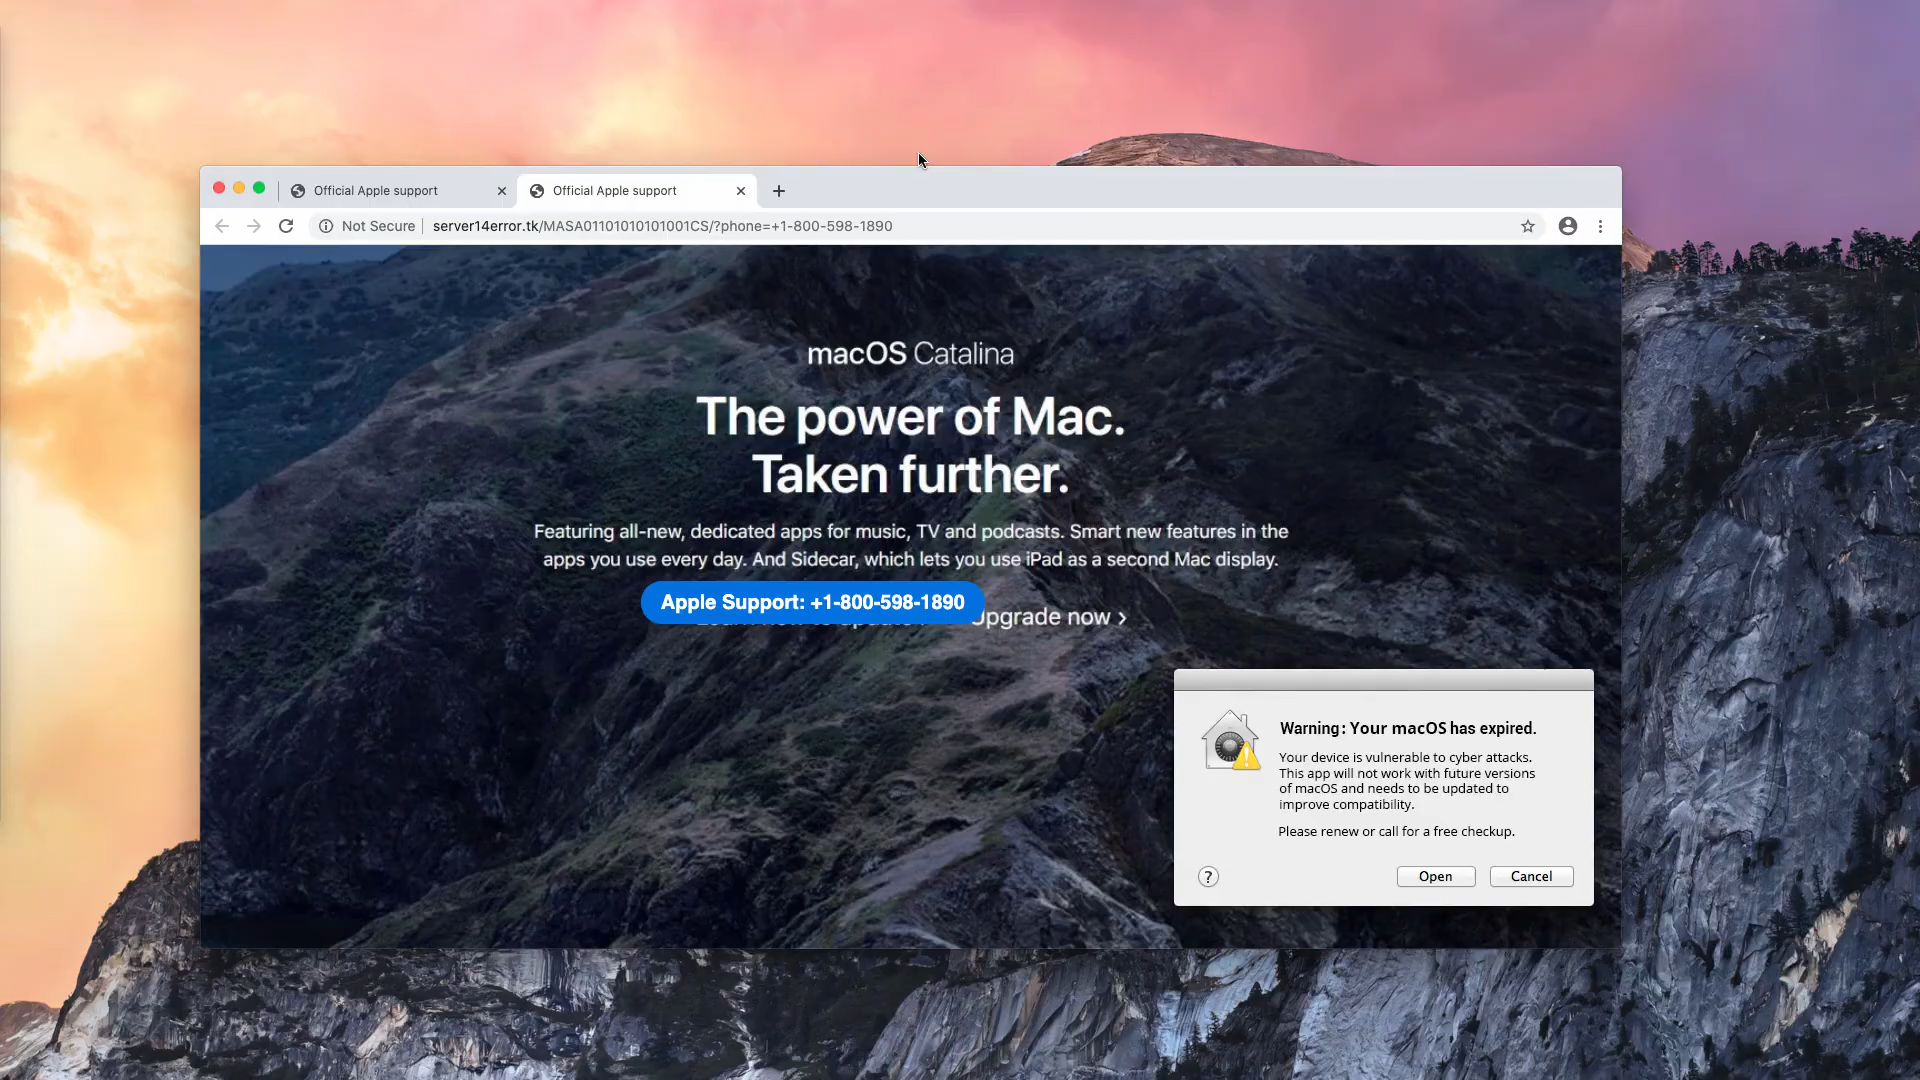 Official Apple support
Official Apple support
Not Secure
server14error.tk/MASA01101010101001CS/?phone=+1-800-598-1890
macOS Catalina
The power of Mac.
Taken further.
Featuring all-new, dedicated apps for music, TV and podcasts. Smart new features in the
apps you use every day. And Sidecar, which lets you use iPad as a second Mac display.
Apple Support: +1-800-598-1890
Upgrade now ›
Warning: Your macOS has expired.
Your device is vulnerable to cyber attacks.
This app will not work with future versions
of macOS and needs to be updated to
improve compatibility.
Please renew or call for a free checkup.
?
Open
Cancel